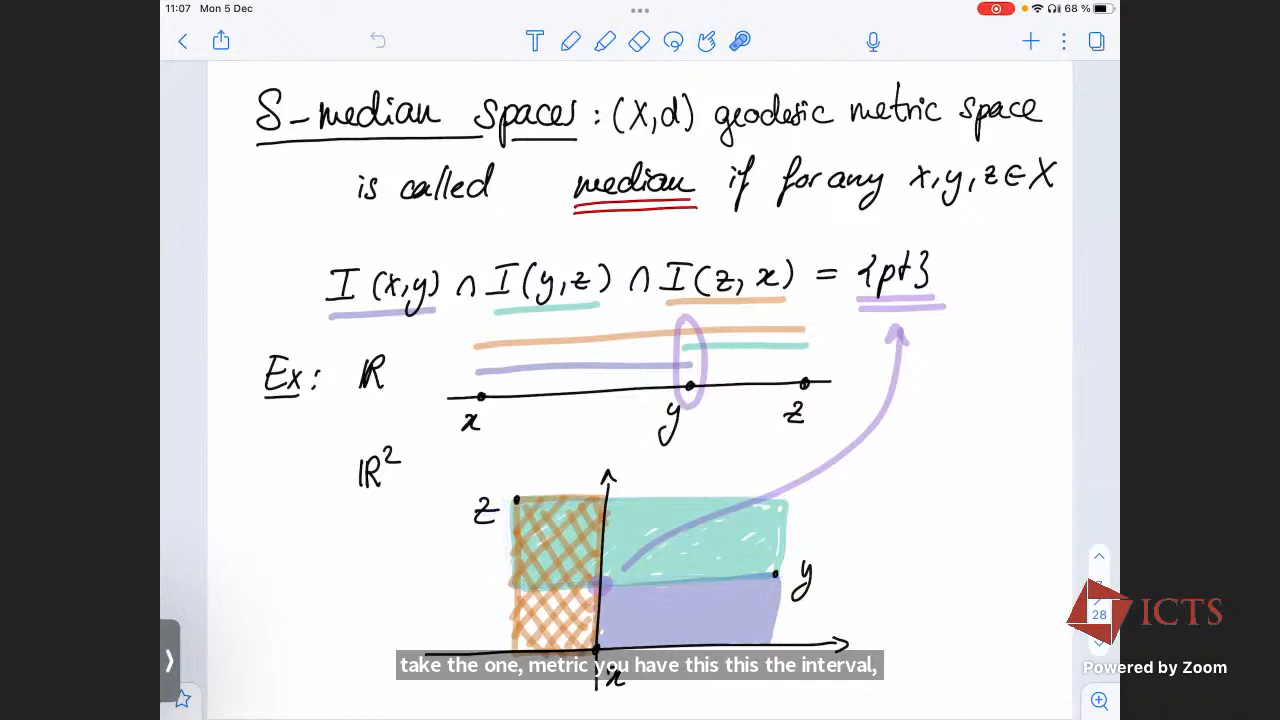 11:07 Mon 5 Dec
68 %
δ-median spaces : (X,d) geodesic metric space
is called median if for any x,y,z∈X
I(x,y) ∩ I(y,z) ∩ I(z,x) = {pt}
Ex: ℝ
x y z
ℝ²
z
y
x
28
ICTS
Powered by Zoom
take the one, metric you have this this the interval,